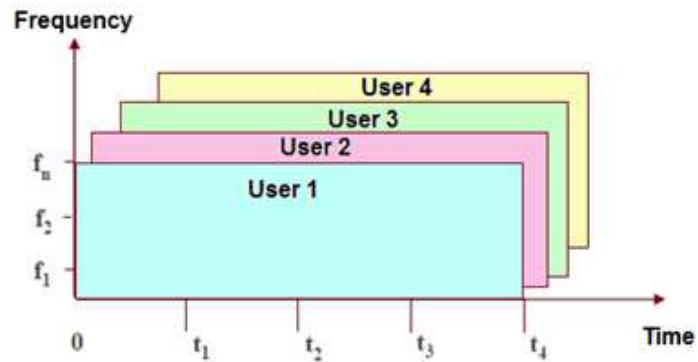 Frequency
User 4
User 3
User 2
fn
User 1
f2
f1
0 t1 t2 t3 t4 Time